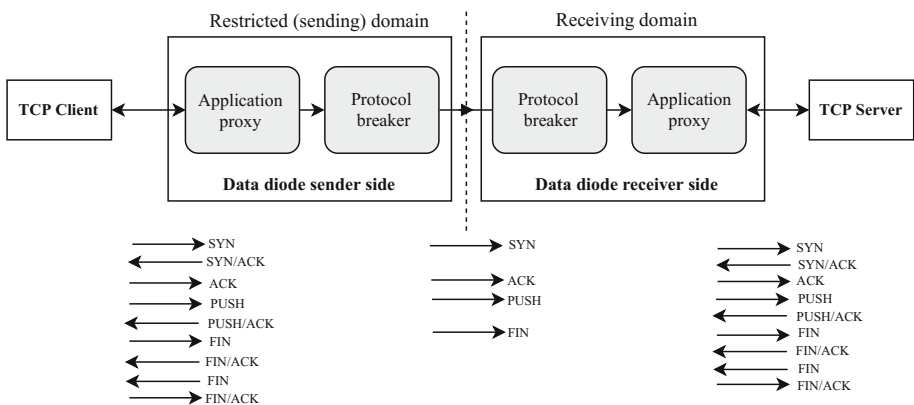 Restricted (sending) domain
Receiving domain
TCP Client
Application
proxy
Protocol
breaker
Protocol
breaker
Application
proxy
TCP Server
Data diode sender side
Data diode receiver side
SYN
SYN/ACK
ACK
PUSH
PUSH/ACK
FIN
FIN/ACK
FIN
FIN/ACK
SYN
ACK
PUSH
FIN
SYN
SYN/ACK
ACK
PUSH
PUSH/ACK
FIN
FIN/ACK
FIN
FIN/ACK